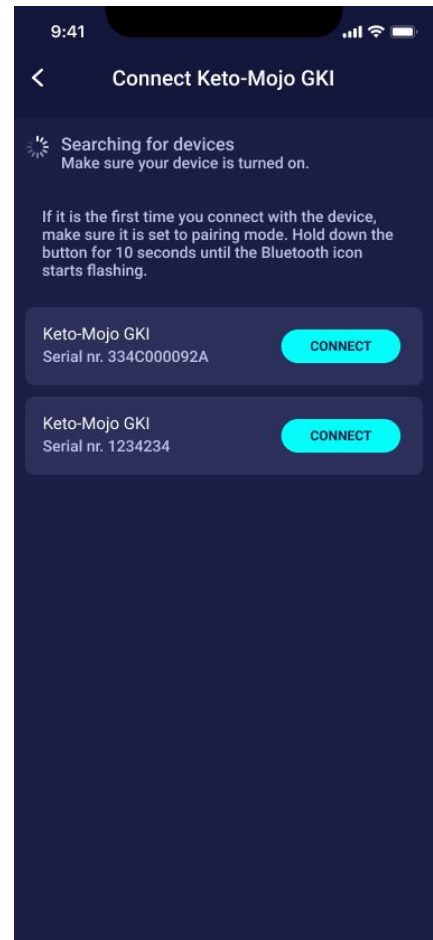 9:41
Connect Keto-Mojo GKI
Searching for devices
Make sure your device is turned on.
If it is the first time you connect with the device,
make sure it is set to pairing mode. Hold down the
button for 10 seconds until the Bluetooth icon
starts flashing.
Keto-Mojo GKI
Serial nr. 334C000092A
CONNECT
Keto-Mojo GKI
Serial nr. 1234234
CONNECT